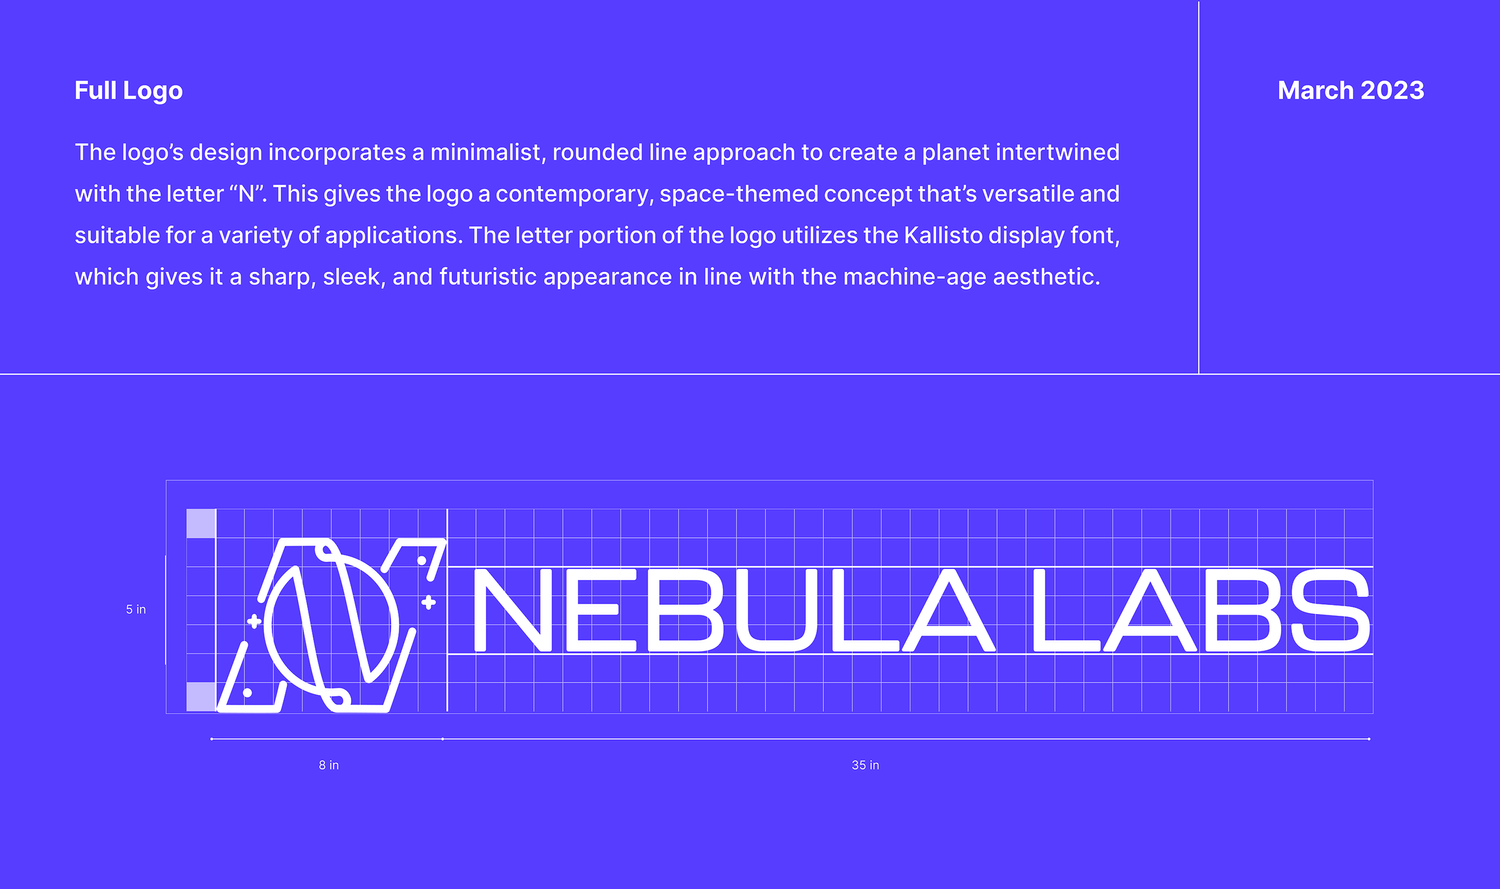 Full Logo
March 2023
The logo’s design incorporates a minimalist, rounded line approach to create a planet intertwined
with the letter “N”. This gives the logo a contemporary, space-themed concept that’s versatile and
suitable for a variety of applications. The letter portion of the logo utilizes the Kallisto display font,
which gives it a sharp, sleek, and futuristic appearance in line with the machine-age aesthetic.
5 in
NEBULA LABS
8 in
35 in